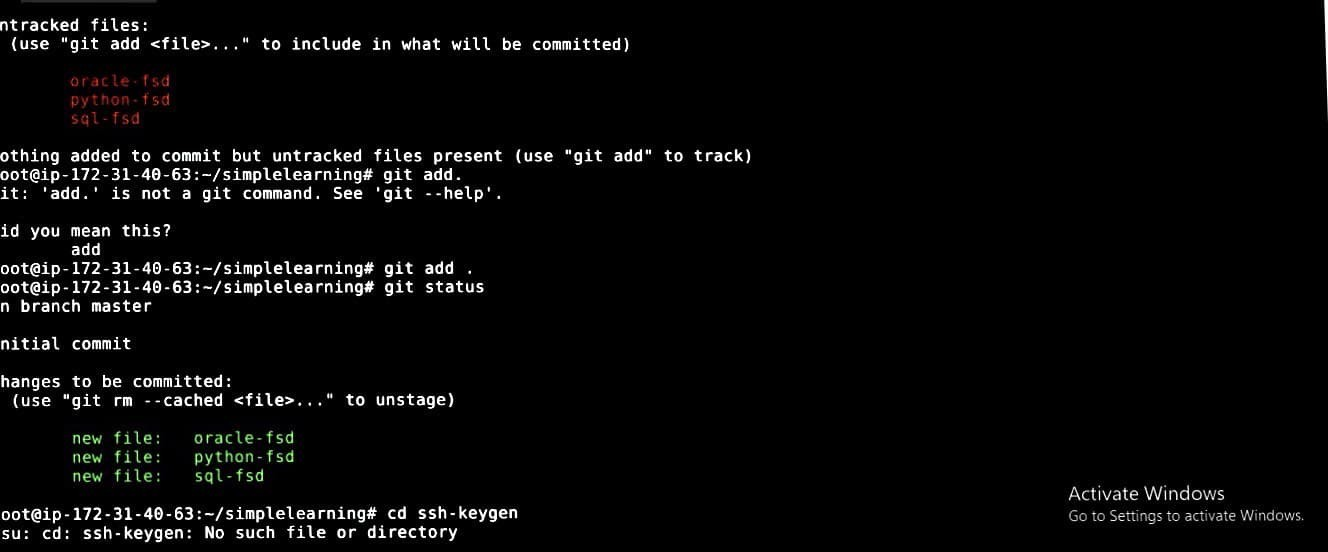 ntracked files:
(use "git add <file>..." to include in what will be committed)
oracle-fsd
python-fsd
sql-fsd
othing added to commit but untracked files present (use "git add" to track)
oot@ip-172-31-40-63:~/simplelearning# git add.
it: 'add.' is not a git command. See 'git --help'.
id you mean this?
add
oot@ip-172-31-40-63:~/simplelearning# git add .
oot@ip-172-31-40-63:~/simplelearning# git status
n branch master
nitial commit
hanges to be committed:
(use "git rm --cached <file>..." to unstage)
new file:   oracle-fsd
new file:   python-fsd
new file:   sql-fsd
oot@ip-172-31-40-63:~/simplelearning# cd ssh-keygen
su: cd: ssh-keygen: No such file or directory
Activate Windows
Go to Settings to activate Windows.